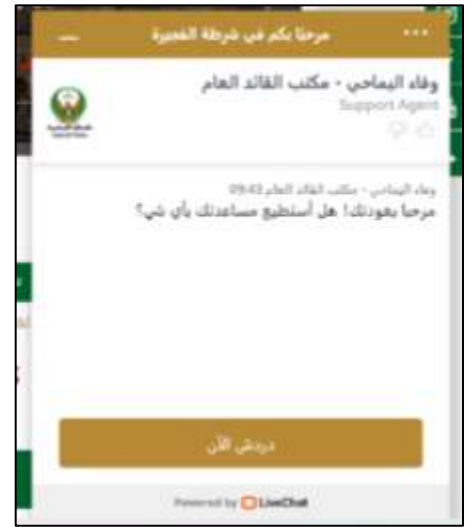 مرحبا بكم في شرطة الفجيرة
وفاء اليماحي - مكتب القائد العام
Support Agent
وفاء اليماحي - مكتب القائد العام 09:43
مرحبا بعودتك! هل أستطيع مساعدتك بأي شي؟
دردش الآن
Powered by LiveChat